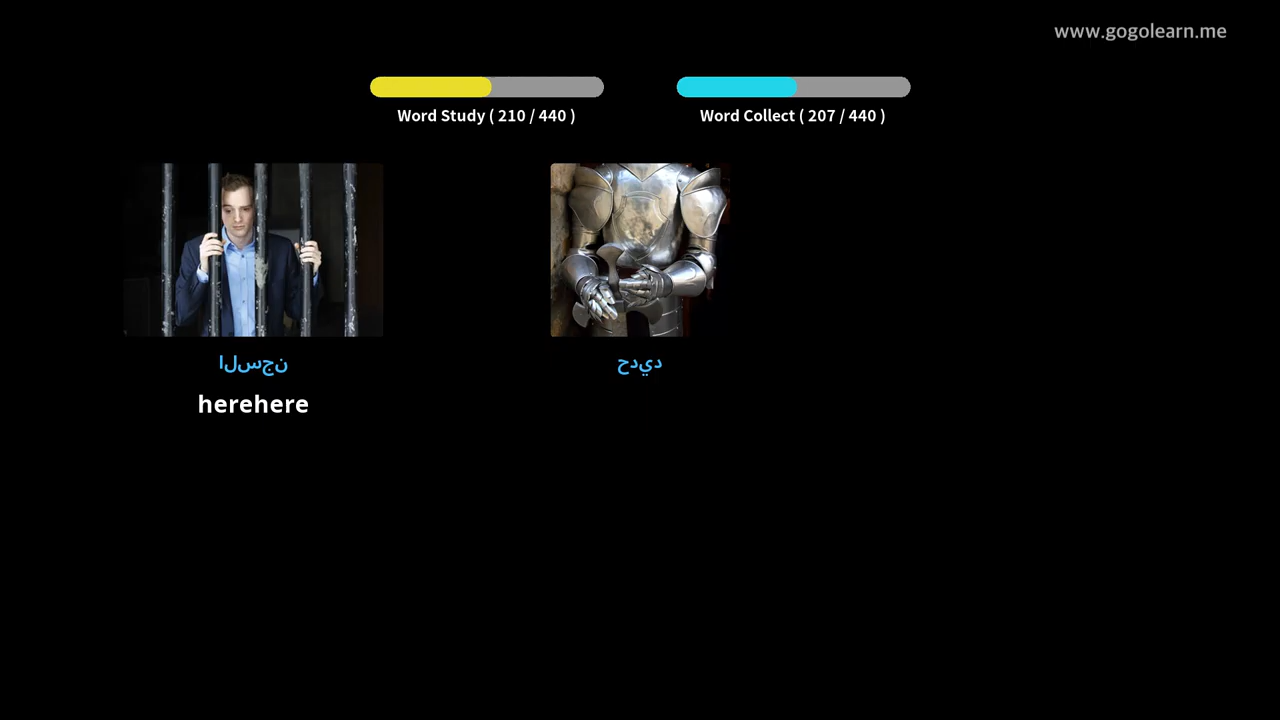 www.gogolearn.me
Word Study ( 210 / 440 )
Word Collect ( 207 / 440 )
السجن
حديد
herehere